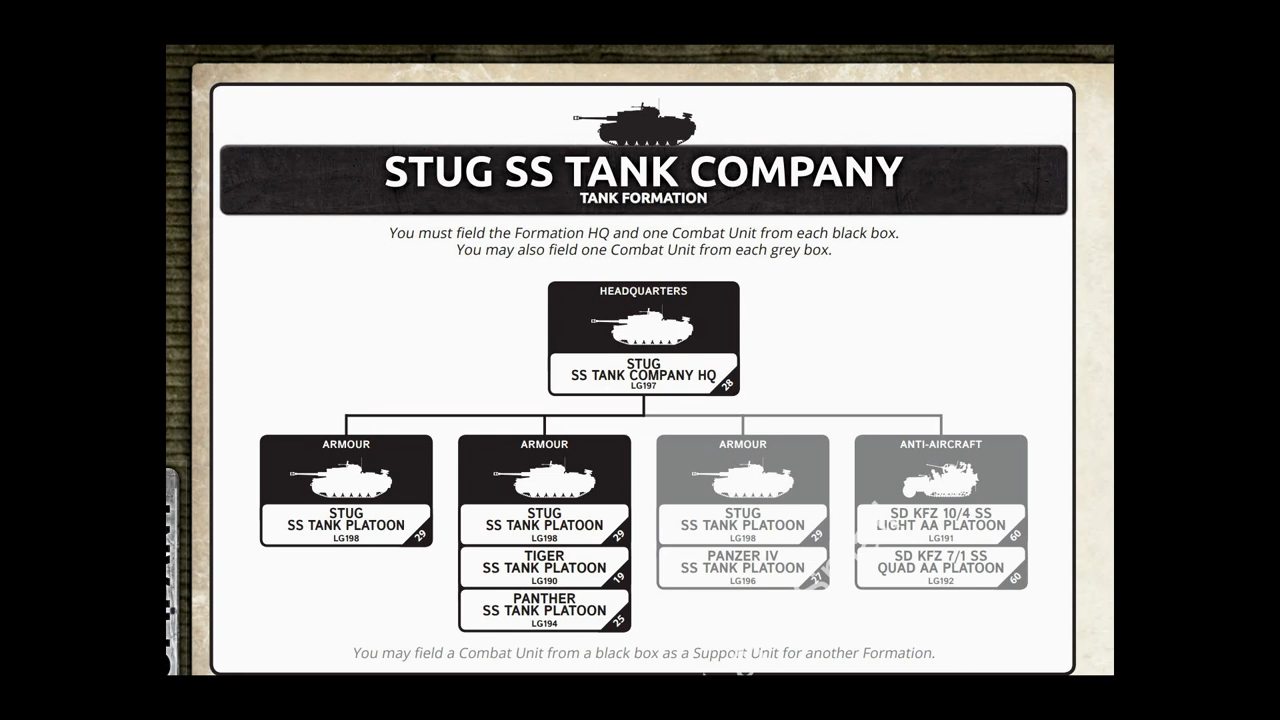 STUG SS TANK COMPANY
TANK FORMATION
You must field the Formation HQ and one Combat Unit from each black box.
You may also field one Combat Unit from each grey box.
HEADQUARTERS
STUG
SS TANK COMPANY HQ
LG197
28
ARMOUR
STUG
SS TANK PLATOON
LG198
29
ARMOUR
STUG
SS TANK PLATOON
LG198
29
TIGER
SS TANK PLATOON
LG190
19
PANTHER
SS TANK PLATOON
LG194
25
ARMOUR
STUG
SS TANK PLATOON
LG198
29
PANZER IV
SS TANK PLATOON
LG196
27
ANTI-AIRCRAFT
SD KFZ 10/4 SS
LIGHT AA PLATOON
LG191
60
SD KFZ 7/1 SS
QUAD AA PLATOON
LG192
60
You may field a Combat Unit from a black box as a Support Unit for another Formation.